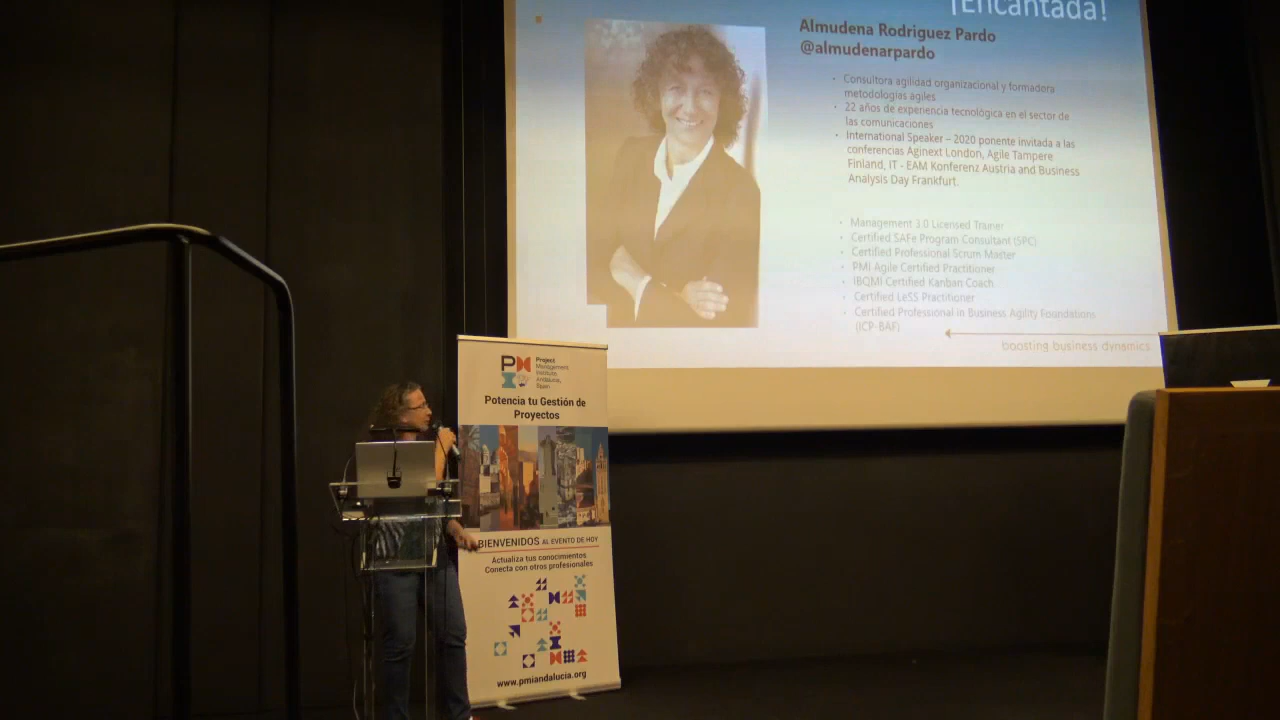 ¡Encantada!
Almudena Rodriguez Pardo
@almudenarpardo
• Consultora agilidad organizacional y formadora
metodologías ágiles
• 22 años de experiencia tecnológica en el sector de
las comunicaciones
• International Speaker – 2020 ponente invitada a las
conferencias Aginext London, Agile Tampere
Finland, IT - EAM Konferenz Austria and Business
Analysis Day Frankfurt.
• Management 3.0 Licensed Trainer
• Certified SAFe Program Consultant (SPC)
• Certified Professional Scrum Master
• PMI Agile Certified Practitioner
• IBQMI Certified Kanban Coach
• Certified LeSS Practitioner
• Certified Professional in Business Agility Foundations
(ICP-BAF)
boosting business dynamics
Project
Management
Institute
Andalucia,
Spain
Potencia tu Gestión de
Proyectos
BIENVENIDOS AL EVENTO DE HOY
Actualiza tus conocimientos
Conecta con otros profesionales
www.pmiandalucia.org